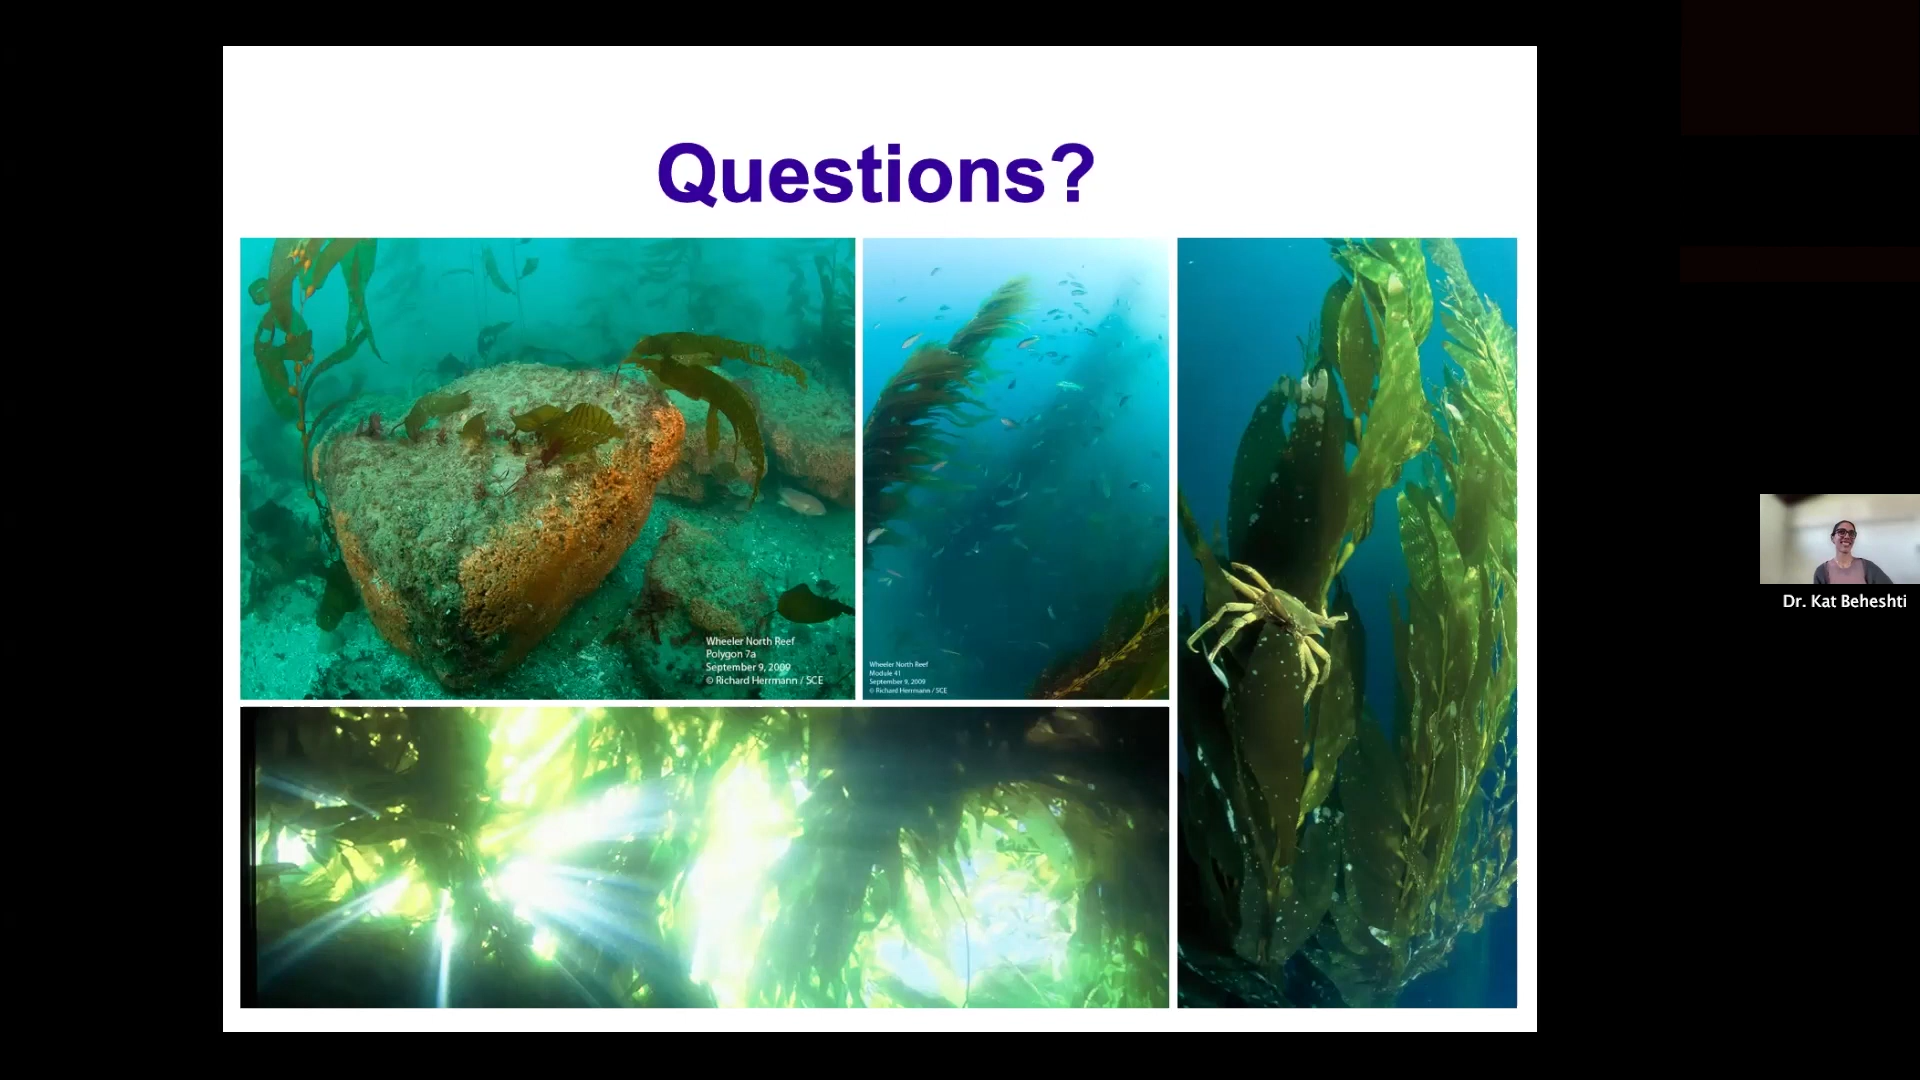 Questions?
Wheeler North Reef
Polygon 7a
September 9, 2009
© Richard Herrmann / SCE
Wheeler North Reef
Module 41
September 9, 2009
© Richard Herrmann / SCE
Dr. Kat Beheshti